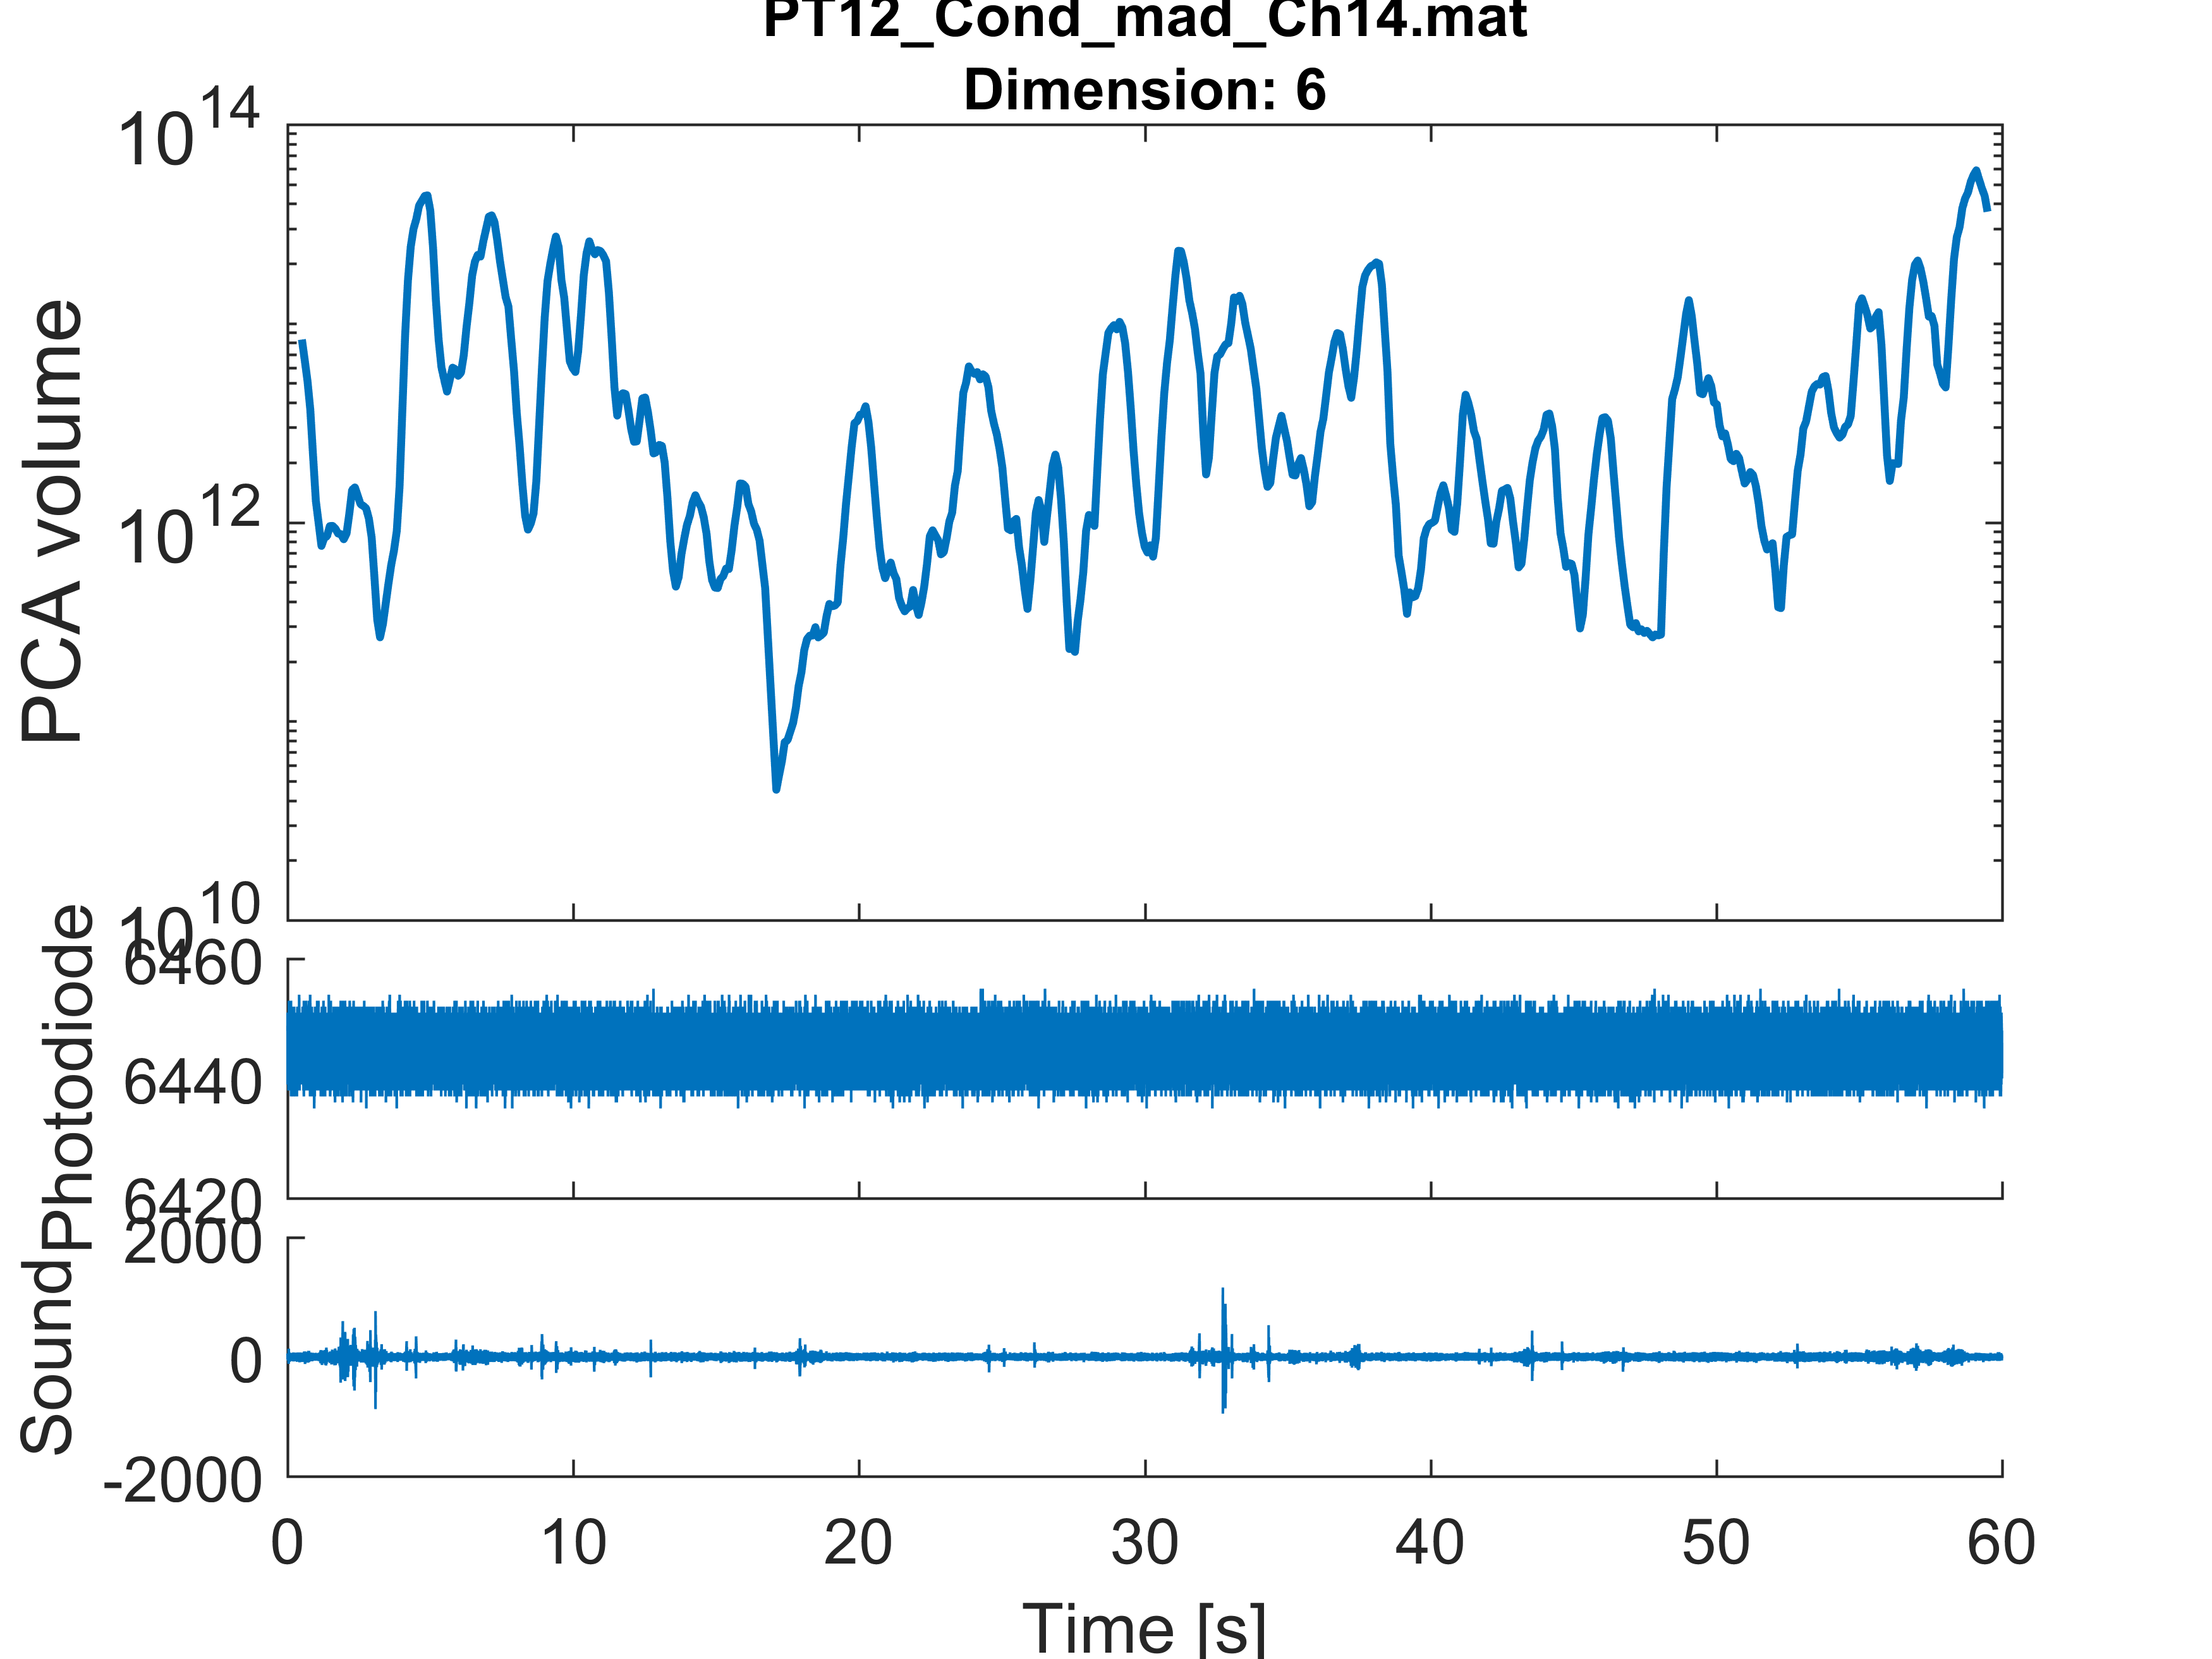 PT12_Cond_mad_Ch14.mat
Dimension: 6
PCA volume
10^14
10^12
10^10
Photodiode
6460
6440
6420
Sound
2000
0
-2000
0 10 20 30 40 50 60
Time [s]